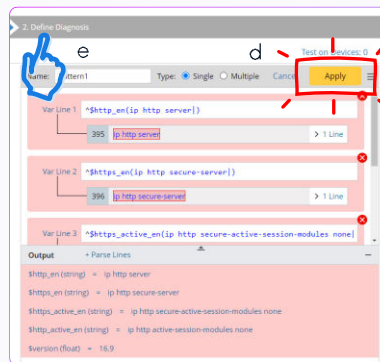 2. Define Diagnosis
e d Test on Devices: 0
Name: Type: Single Multiple Cancel Apply
Var Line 1 ^$http_en(ip http server|)
395 ip http server > 1 Line
Var Line 2 ^$https_en(ip http secure-server|)
396 ip http secure-server > 1 Line
Var Line 3 ^$https_active_en(ip http secure-active-session-modules none|
Output + Parse Lines
$http_en (string) = ip http server
$https_en (string) = ip http secure-server
$https_active_en (string) = ip http secure-active-session-modules none
$http_active_en (string) = ip http active-session-modules none
$version (float) = 16.9